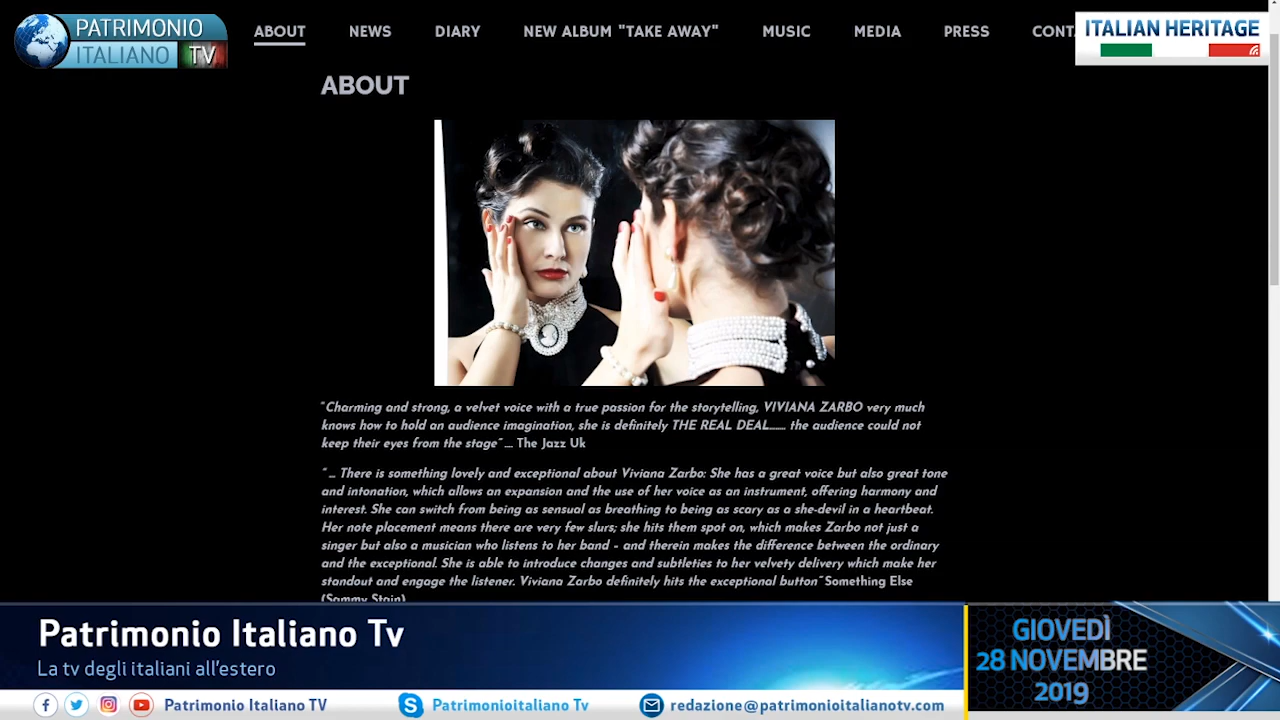 PATRIMONIO
ITALIANO TV
ABOUT
NEWS
DIARY
NEW ALBUM "TAKE AWAY"
MUSIC
MEDIA
PRESS
CONT
ITALIAN HERITAGE
ABOUT
"Charming and strong, a velvet voice with a true passion for the storytelling, VIVIANA ZARBO very much
knows how to hold an audience imagination, she is definitely THE REAL DEAL........ the audience could not
keep their eyes from the stage" .... The Jazz Uk
" ... There is something lovely and exceptional about Viviana Zarbo: She has a great voice but also great tone
and intonation, which allows an expansion and the use of her voice as an instrument, offering harmony and
interest. She can switch from being as sensual as breathing to being as scary as a she-devil in a heartbeat.
Her note placement means there are very few slurs; she hits them spot on, which makes Zarbo not just a
singer but also a musician who listens to her band – and therein makes the difference between the ordinary
and the exceptional. She is able to introduce changes and subtleties to her velvety delivery which make her
standout and engage the listener. Viviana Zarbo definitely hits the exceptional button" Something Else
(Sammy Stein)
Patrimonio Italiano Tv
La tv degli italiani all'estero
GIOVEDÌ
28 NOVEMBRE
2019
Patrimonio Italiano TV
Patrimonioitaliano Tv
redazione@patrimonioitalianotv.com